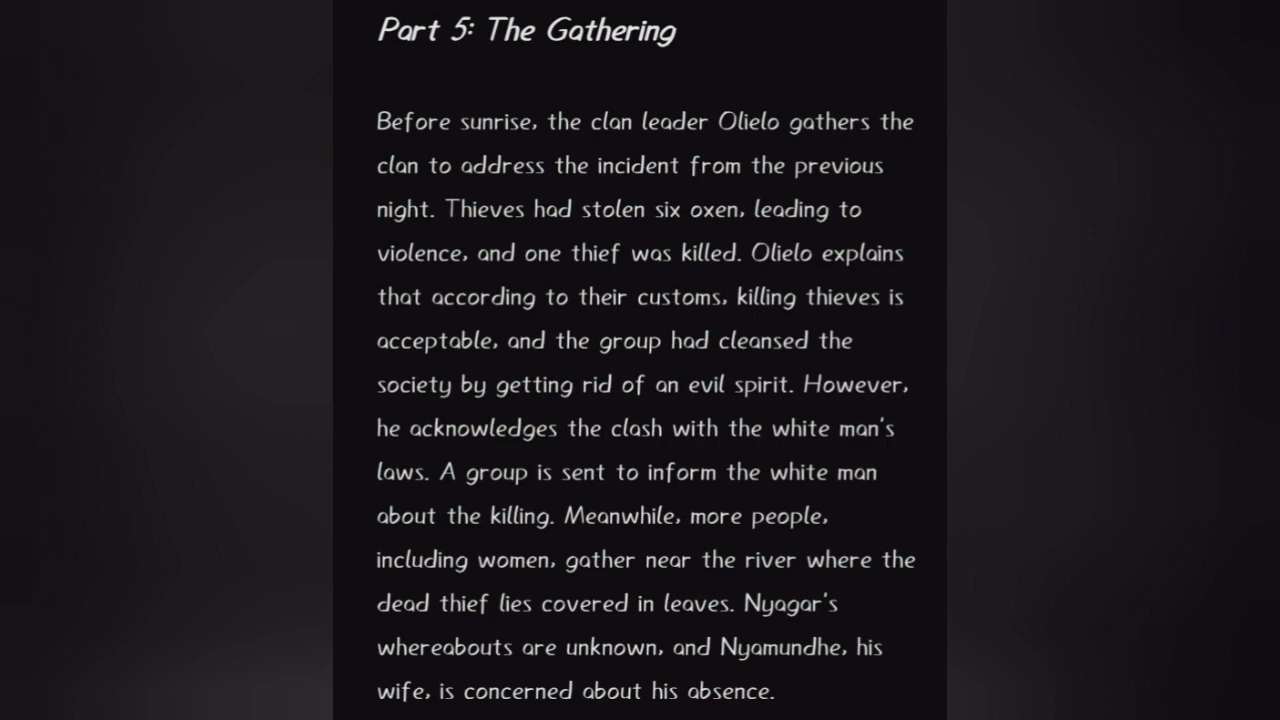 Part 5: The Gathering
Before sunrise, the clan leader Olielo gathers the
clan to address the incident from the previous
night. Thieves had stolen six oxen, leading to
violence, and one thief was killed. Olielo explains
that according to their customs, killing thieves is
acceptable, and the group had cleansed the
society by getting rid of an evil spirit. However,
he acknowledges the clash with the white man's
laws. A group is sent to inform the white man
about the killing. Meanwhile, more people,
including women, gather near the river where the
dead thief lies covered in leaves. Nyagar's
whereabouts are unknown, and Nyamundhe, his
wife, is concerned about his absence.